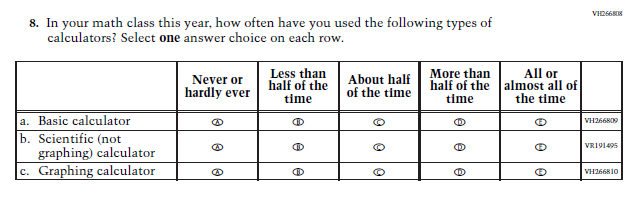 VH266808
8. In your math class this year, how often have you used the following types of
calculators? Select one answer choice on each row.
Never or
hardly ever
Less than
half of the
time
About half
of the time
More than
half of the
time
All or
almost all of
the time
a. Basic calculator Ⓐ Ⓑ Ⓒ Ⓓ Ⓔ VH266809
b. Scientific (not
graphing) calculator Ⓐ Ⓑ Ⓒ Ⓓ Ⓔ VR191495
c. Graphing calculator Ⓐ Ⓑ Ⓒ Ⓓ Ⓔ VH266810